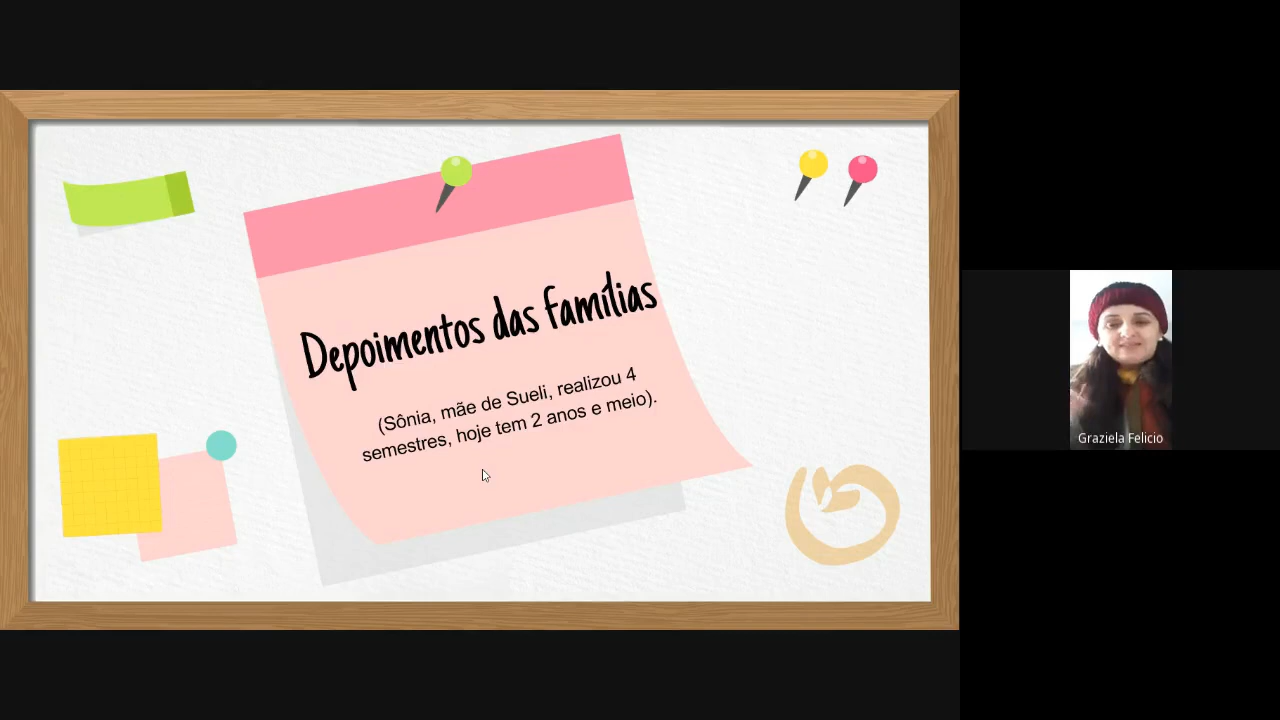 Depoimentos das famílias
(Sônia, mãe de Sueli, realizou 4
semestres, hoje tem 2 anos e meio).
Graziela Felicio